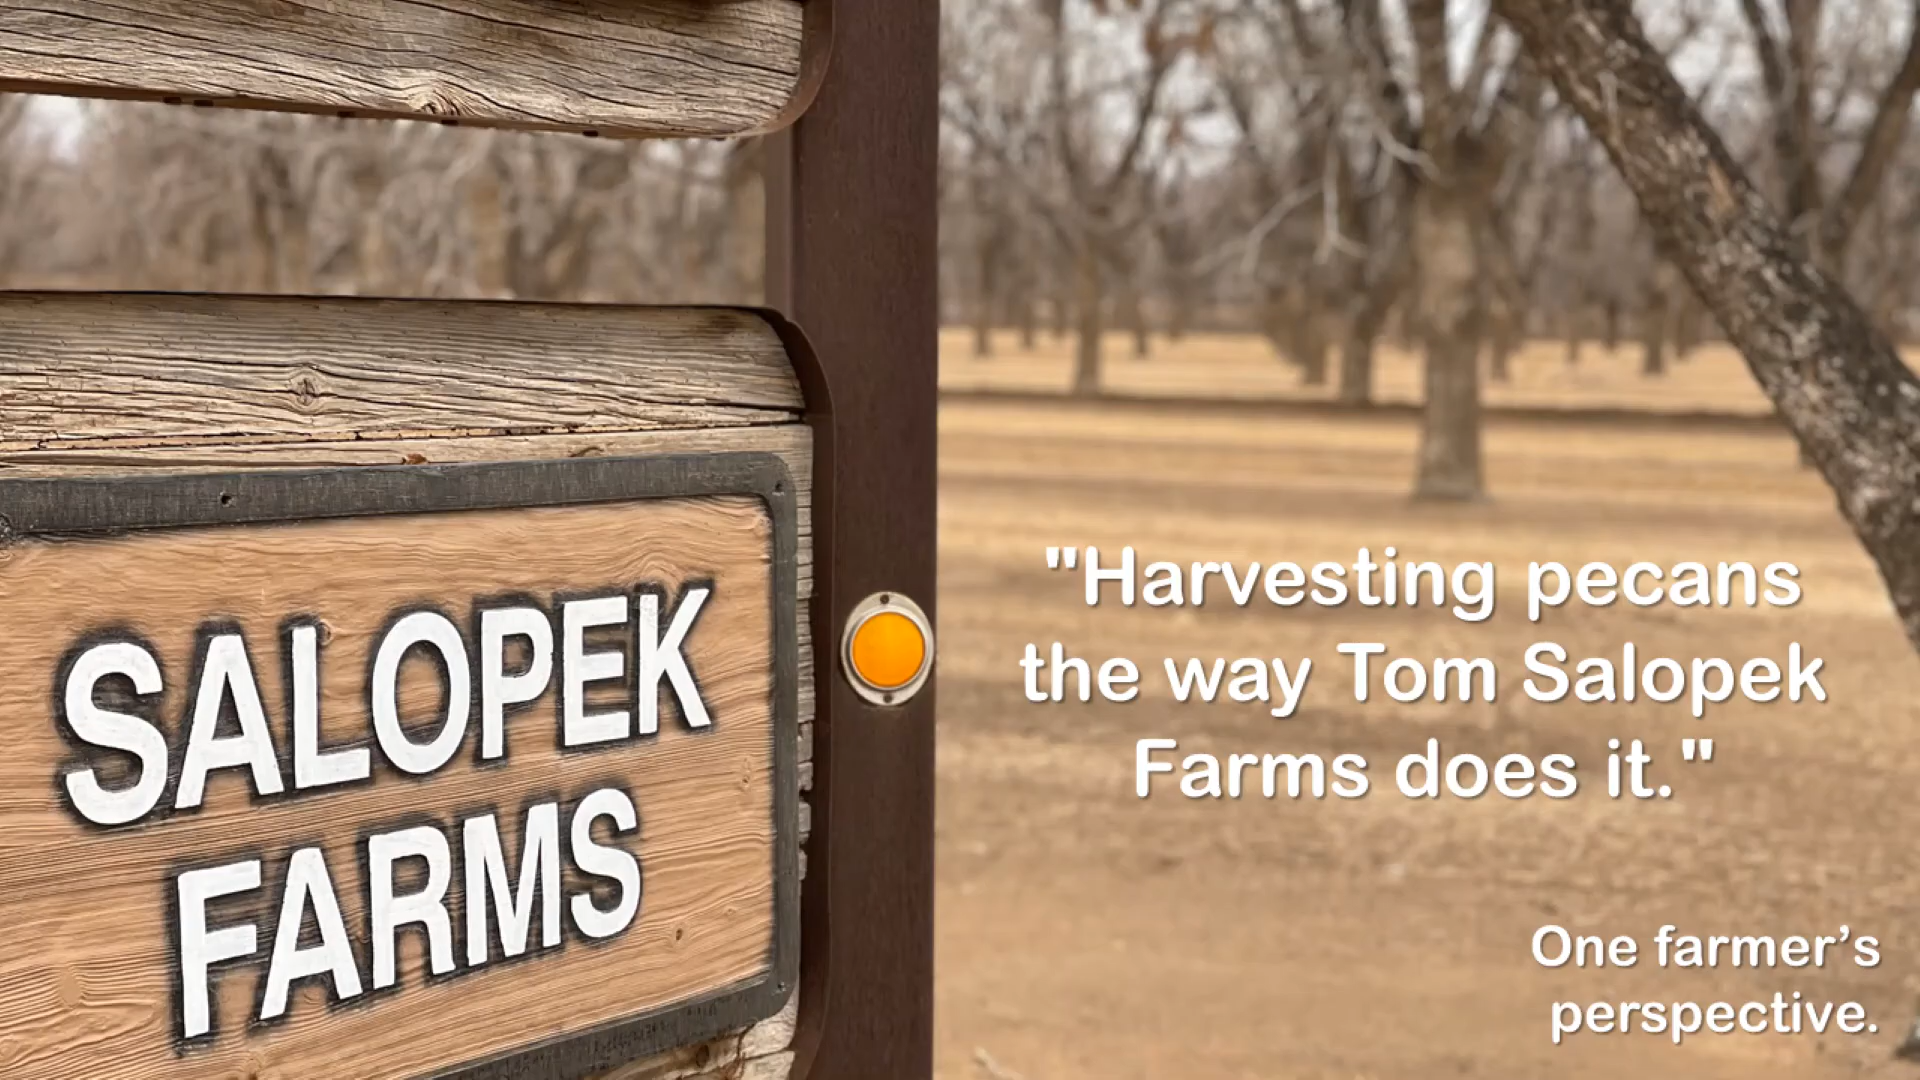 SALOPEK
FARMS
"Harvesting pecans
the way Tom Salopek
Farms does it."
One farmer’s
perspective.